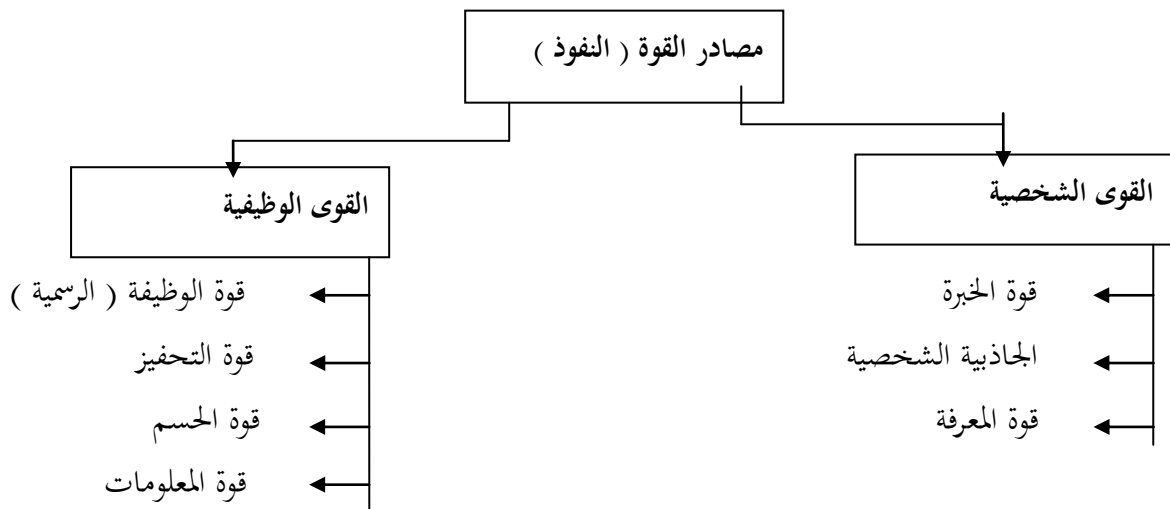 مصادر القوة ( النفوذ )
القوى الشخصية
قوة الخبرة
الجاذبية الشخصية
قوة المعرفة
القوى الوظيفية
قوة الوظيفة ( الرسمية )
قوة التحفيز
قوة الحسم
قوة المعلومات